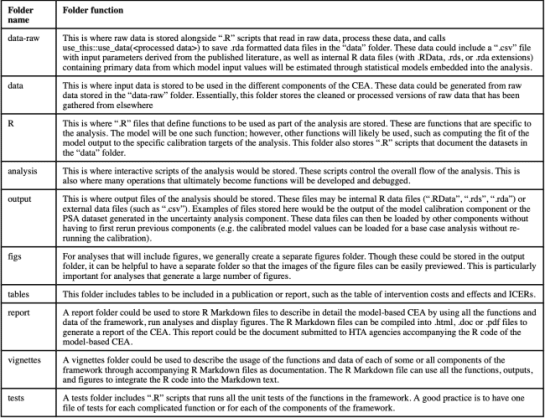 Folder name
Folder function
data-raw
This is where raw data is stored alongside ".R" scripts that read in raw data, process these data, and calls
use_this::use_data(<processed data>) to save .rda formatted data files in the "data" folder. These data could include a ".csv" file
with input parameters derived from the published literature, as well as internal R data files (with .RData, .rds, or .rda extensions)
containing primary data from which model input values will be estimated through statistical models embedded into the analysis.
data
This is where input data is stored to be used in the different components of the CEA. These data could be generated from raw
data stored in the "data-raw" folder. Essentially, this folder stores the cleaned or processed versions of raw data that has been
gathered from elsewhere
R
This is where ".R" files that define functions to be used as part of the analysis are stored. These are functions that are specific to
the analysis. The model will be one such function; however, other functions will likely be used, such as computing the fit of the
model output to the specific calibration targets of the analysis. This folder also stores ".R" scripts that document the datasets in
the "data" folder.
analysis
This is where interactive scripts of the analysis would be stored. These scripts control the overall flow of the analysis. This is
also where many operations that ultimately become functions will be developed and debugged.
output
This is where output files of the analysis should be stored. These files may be internal R data files (".RData", ".rds", ".rda") or
external data files (such as ".csv"). Examples of files stored here would be the output of the model calibration component or the
PSA dataset generated in the uncertainty analysis component. These data files can then be loaded by other components without
having to first rerun previous components (e.g. the calibrated model values can be loaded for a base case analysis without re-
running the calibration).
figs
For analyses that will include figures, we generally create a separate figures folder. Though these could be stored in the output
folder, it can be helpful to have a separate folder so that the images of the figure files can be easily previewed. This is particularly
important for analyses that generate a large number of figures.
tables
This folder includes tables to be included in a publication or report, such as the table of intervention costs and effects and ICERs.
report
A report folder could be used to store R Markdown files to describe in detail the model-based CEA by using all the functions and
data of the framework, run analyses and display figures. The R Markdown files can be compiled into .html, .doc or .pdf files to
generate a report of the CEA. This report could be the document submitted to HTA agencies accompanying the R code of the
model-based CEA.
vignettes
A vignettes folder could be used to describe the usage of the functions and data of each of some or all components of the
framework through accompanying R Markdown files as documentation. The R Markdown file can use all the functions, outputs,
and figures to integrate the R code into the Markdown text.
tests
A tests folder includes ".R" scripts that runs all the unit tests of the functions in the framework. A good practice is to have one
file of tests for each complicated function or for each of the components of the framework.